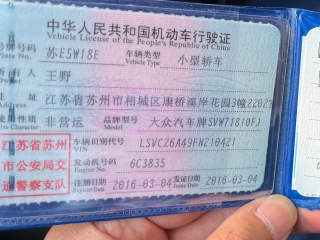 中华人民共和国机动车行驶证
Vehicle License of the People's Republic of China
号牌号码 苏E5W18E 车辆类型 小型轿车
Plate No. Vehicle Type
人 王野
址 江苏省苏州市相城区康桥溪岸花园3幢2202室
Address
使用性质 非营运 品牌型号 大众汽车牌SVW71810FJ
Use Character Model
江苏省苏州 车辆识别代号 LSVCZ6A49FN210421
VIN
市公安局交 发动机号码 6C3835
Engine No.
通警察支队 注册日期 2016-03-04 发证日期 2016-03-04
Register Date Issue Date